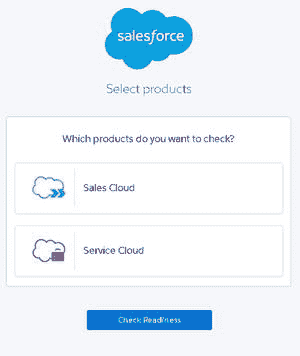 salesforce
Select products
Which products do you want to check?
Sales Cloud
Service Cloud
Check Readiness